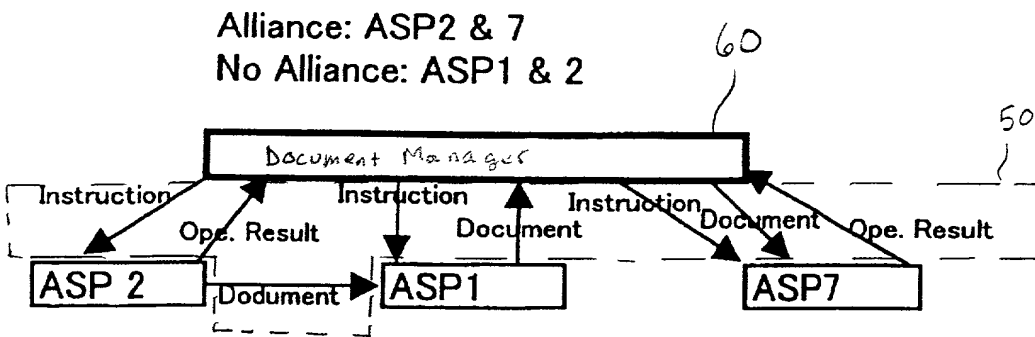 Alliance: ASP2 & 7
No Alliance: ASP1 & 2
60
50
Document Manager
Instruction
Instruction
Instruction
Ope. Result
Document
Document
Ope. Result
ASP 2
Dodument
ASP1
ASP7